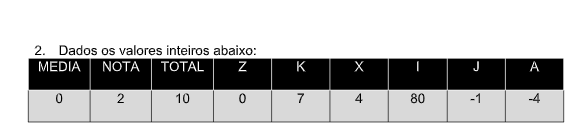 2. Dados os valores inteiros abaixo:
MEDIA NOTA TOTAL Z K X I J A
0 2 10 0 7 4 80 -1 -4